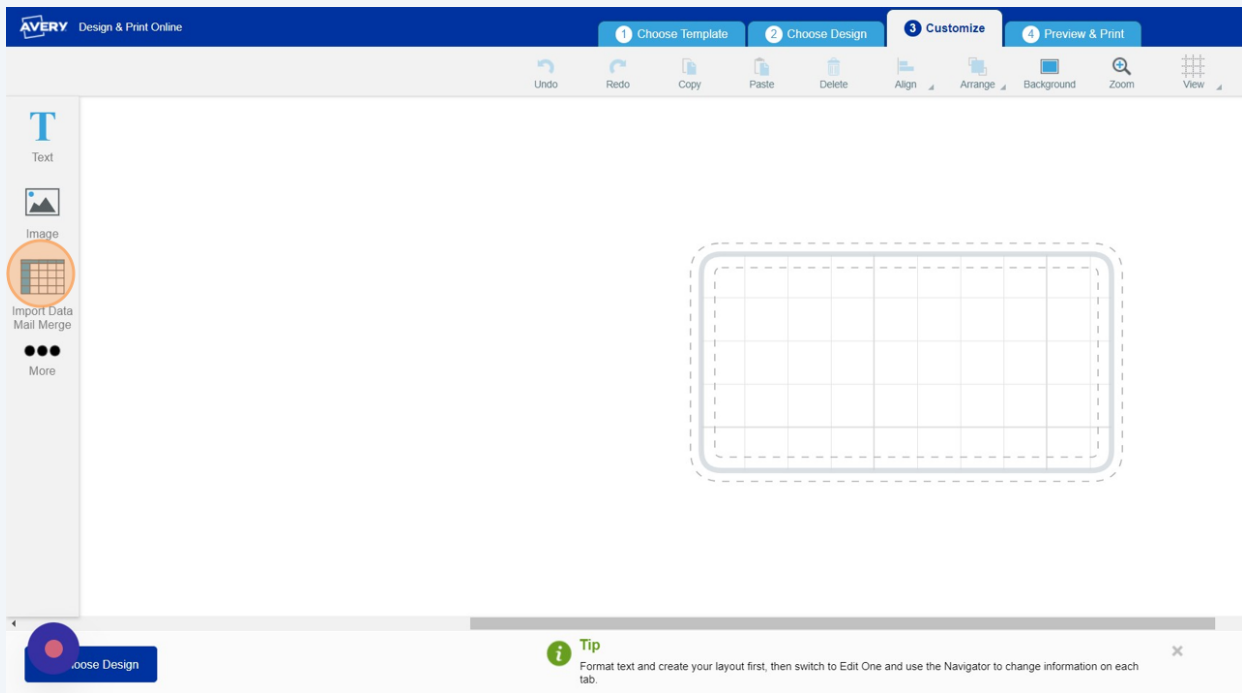 AVERY Design & Print Online
1 Choose Template
2 Choose Design
3 Customize
4 Preview & Print
Undo
Redo
Copy
Paste
Delete
Align
Arrange
Background
Zoom
View
T
Text
Image
Import Data
Mail Merge
More
oose Design
i
Tip
Format text and create your layout first, then switch to Edit One and use the Navigator to change information on each
tab.